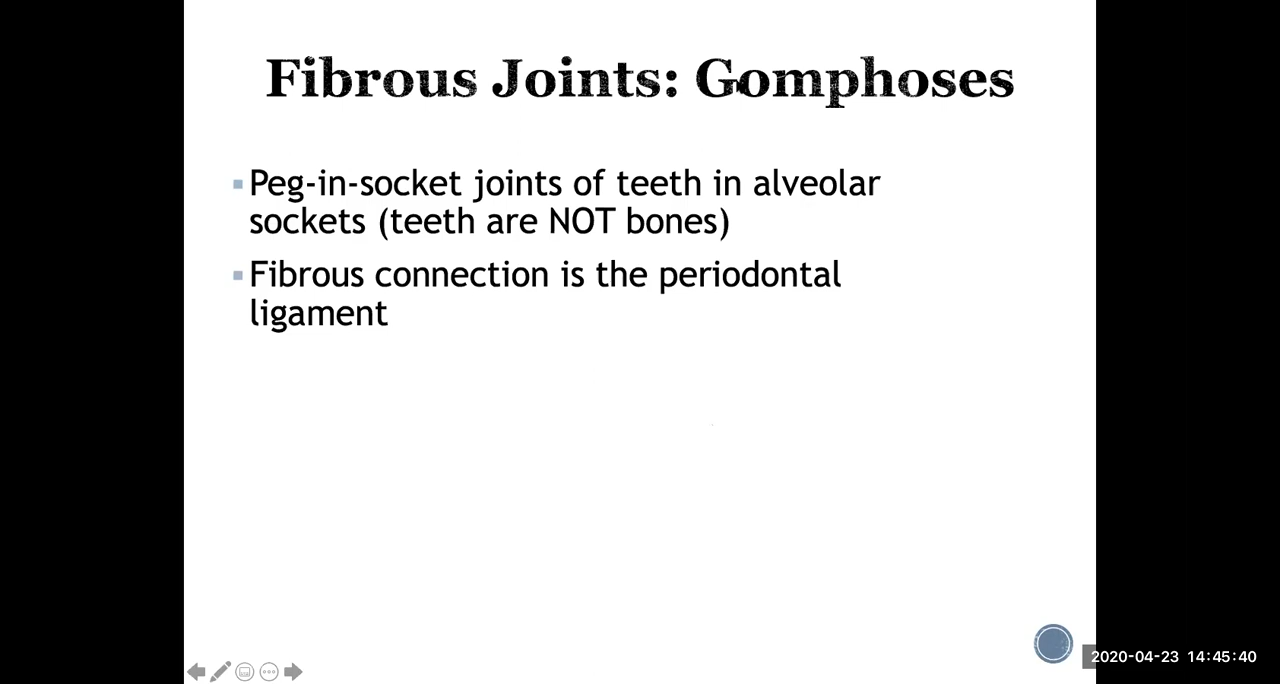 Fibrous Joints: Gomphoses
Peg-in-socket joints of teeth in alveolar
sockets (teeth are NOT bones)
Fibrous connection is the periodontal
ligament
2020-04-23 14:45:40